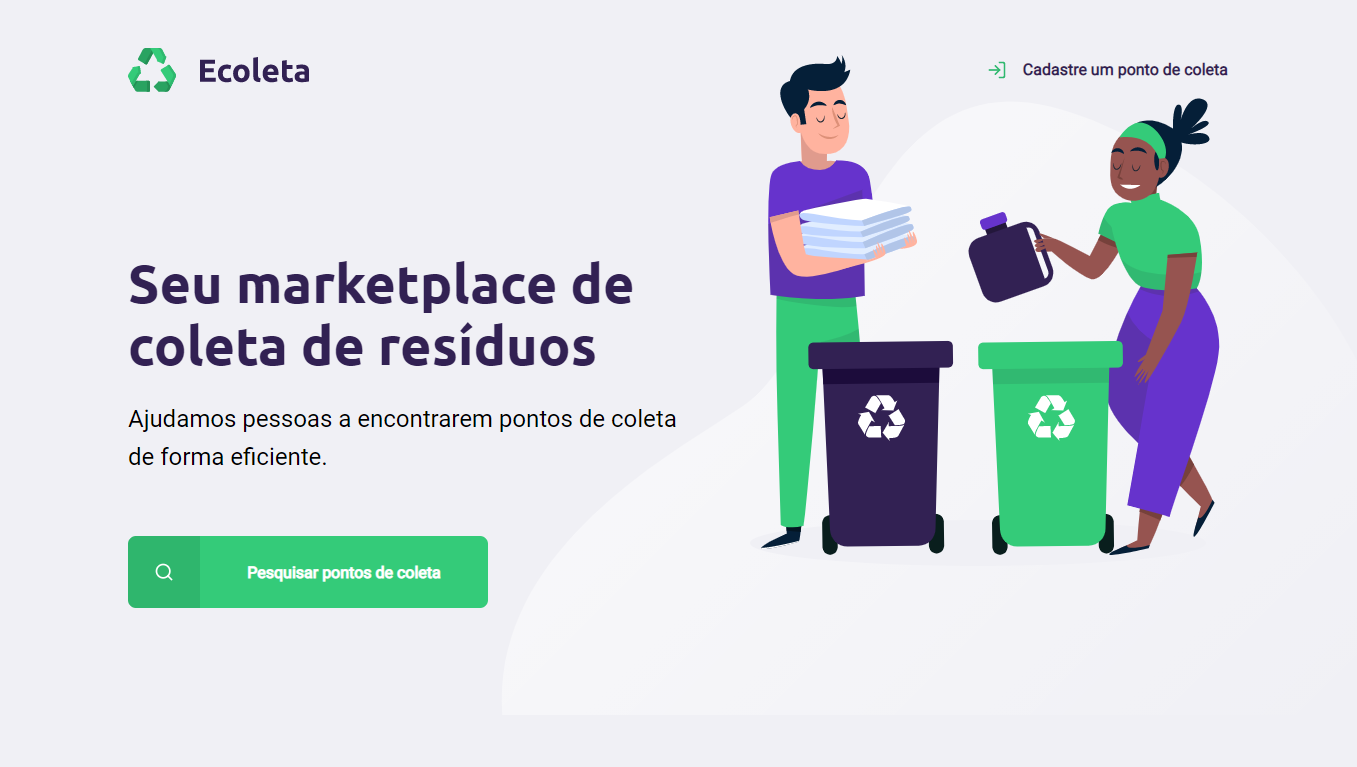 Ecoleta
Cadastre um ponto de coleta
Seu marketplace de
coleta de resíduos
Ajudamos pessoas a encontrarem pontos de coleta
de forma eficiente.
Pesquisar pontos de coleta